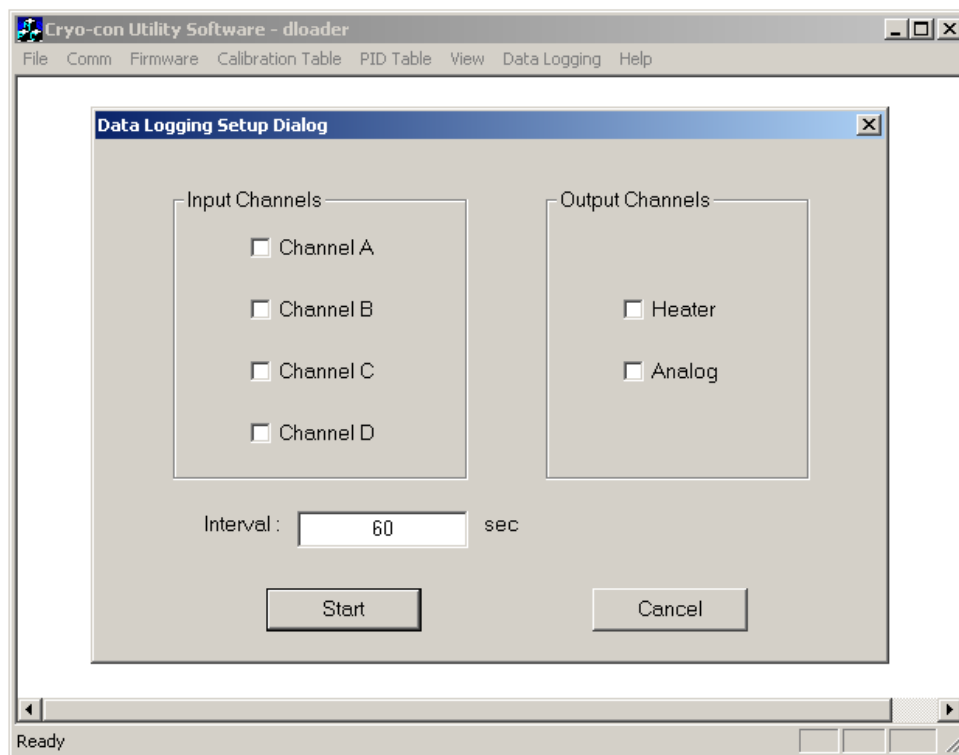 Cryo-con Utility Software - dloader
File Comm Firmware Calibration Table PID Table View Data Logging Help
Data Logging Setup Dialog
Input Channels
Channel A
Channel B
Channel C
Channel D
Output Channels
Heater
Analog
Interval : 60 sec
Start Cancel
Ready